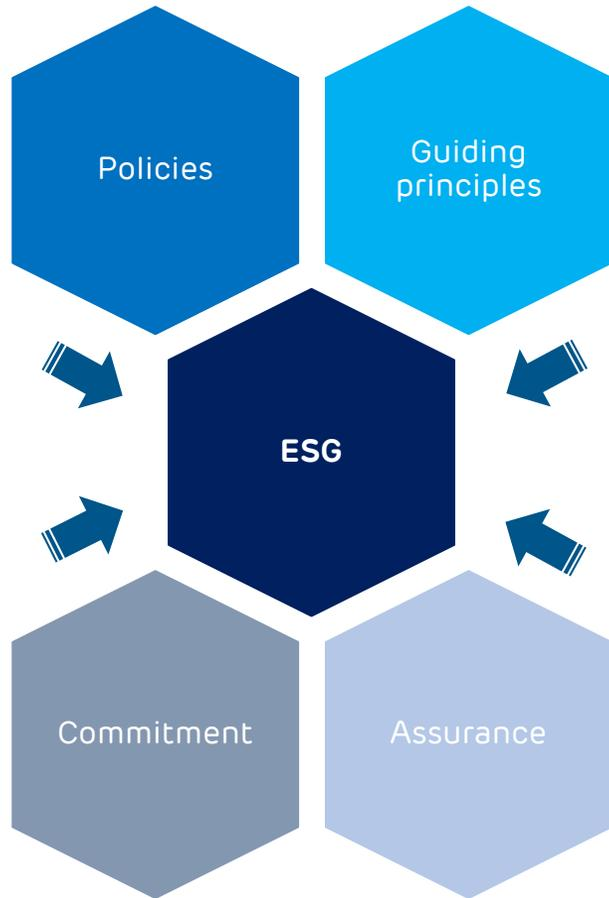 Policies
Guiding
principles
ESG
Commitment
Assurance